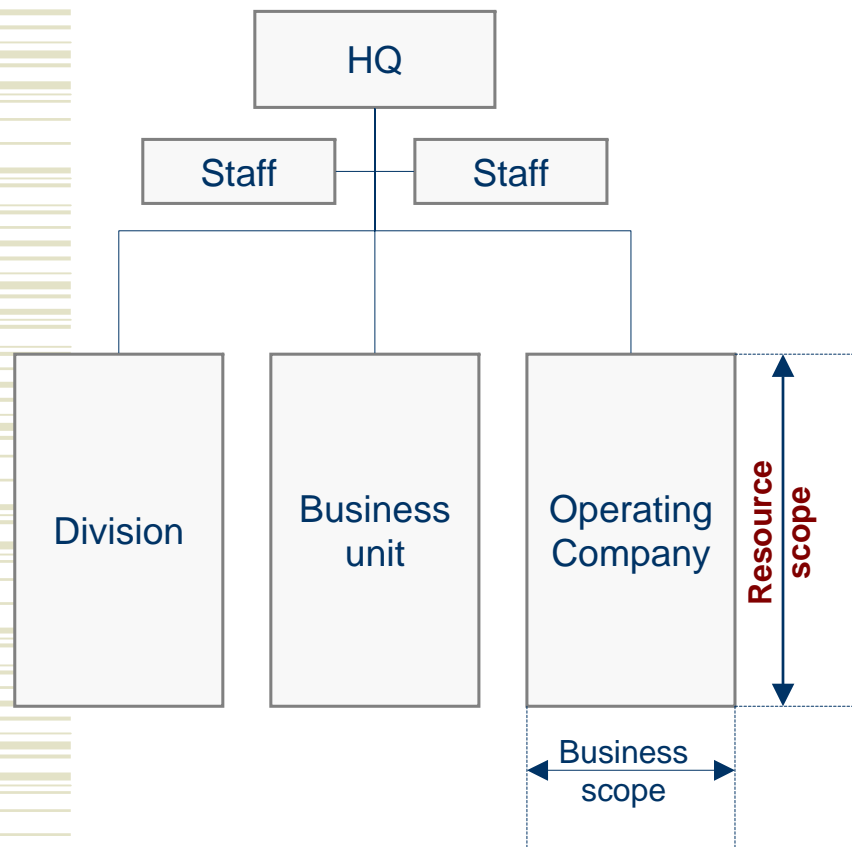 HQ
Staff
Staff
Division
Business
unit
Operating
Company
Resource
scope
Business
scope